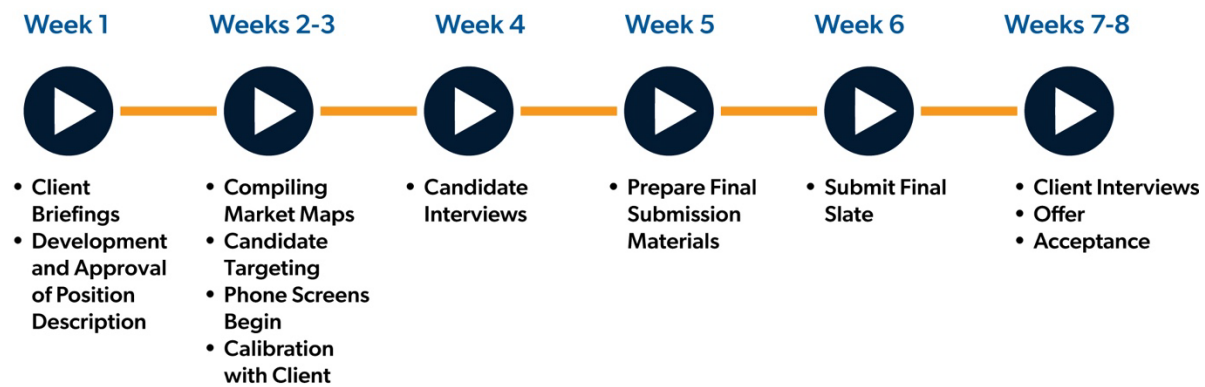 Week 1
• Client
Briefings
• Development
and Approval
of Position
Description
Weeks 2-3
• Compiling
Market Maps
• Candidate
Targeting
• Phone Screens
Begin
• Calibration
with Client
Week 4
• Candidate
Interviews
Week 5
• Prepare Final
Submission
Materials
Week 6
• Submit Final
Slate
Weeks 7-8
• Client Interviews
• Offer
• Acceptance